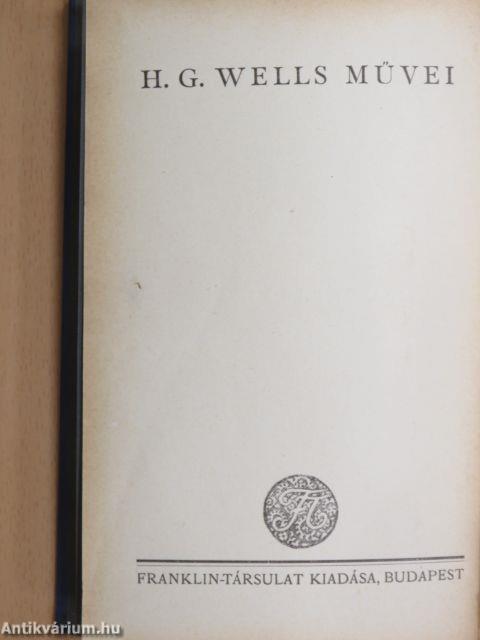 H. G. WELLS MŰVEI
FRANKLIN-TÁRSULAT KIADÁSA, BUDAPEST
Antikvárium.hu